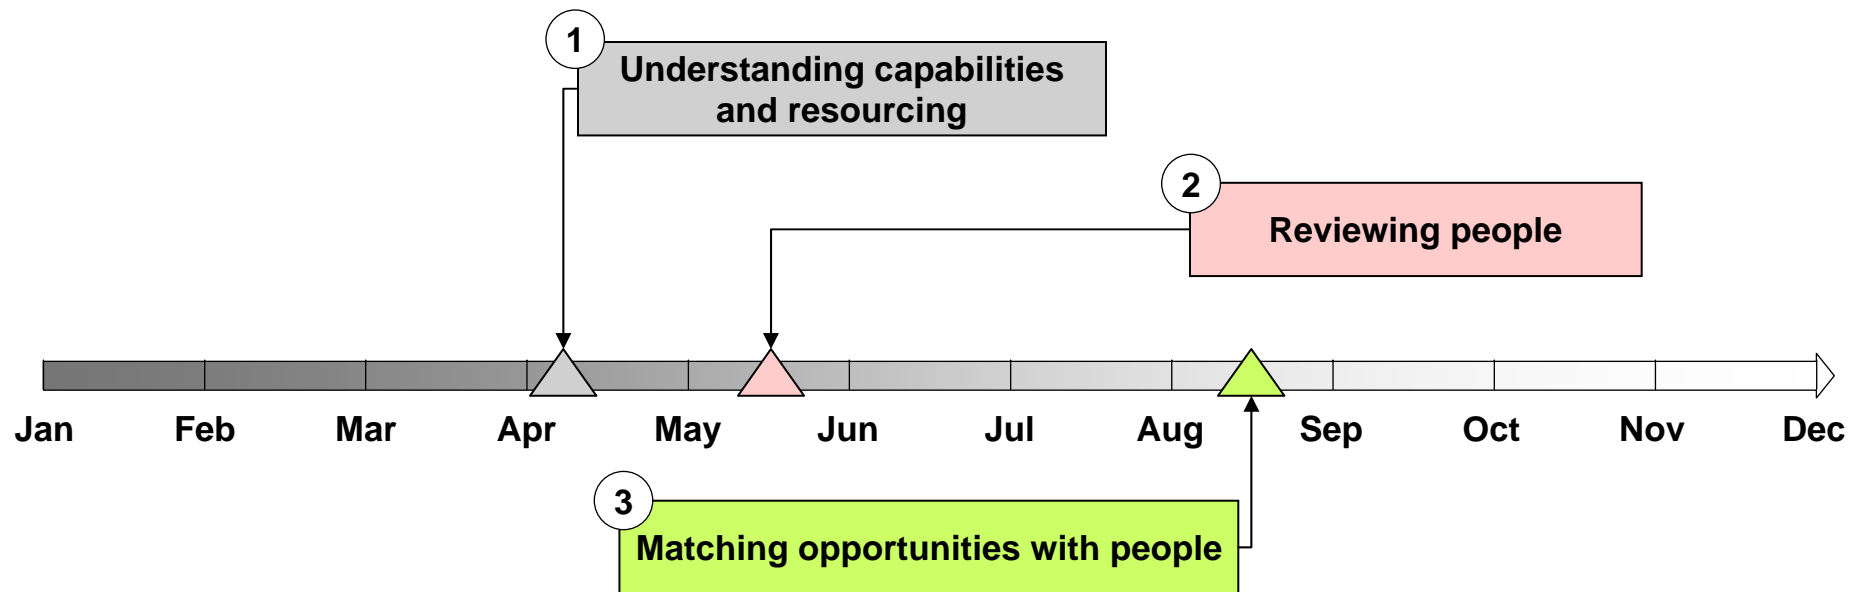 1
Understanding capabilities
and resourcing
2
Reviewing people
Jan Feb Mar Apr May Jun Jul Aug Sep Oct Nov Dec
3
Matching opportunities with people